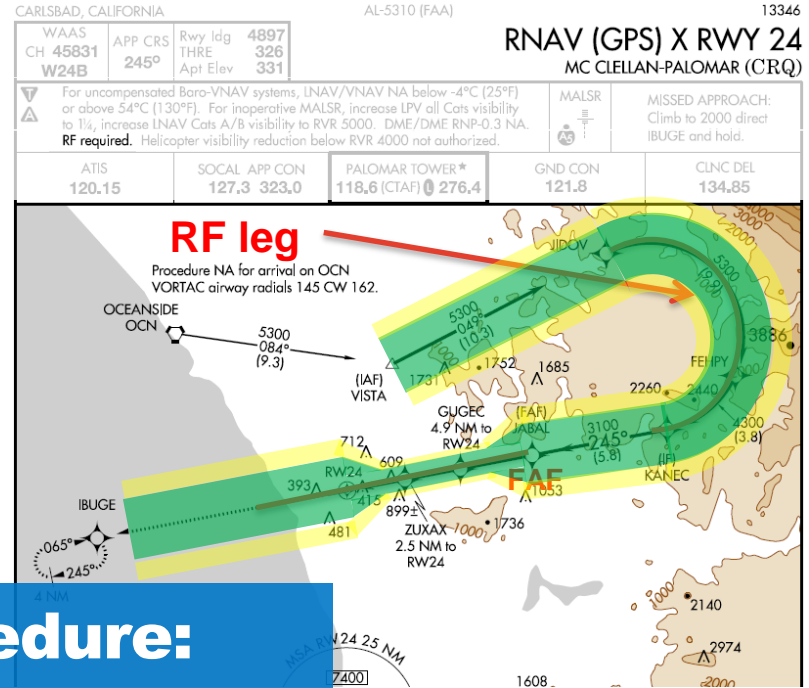 CARLSBAD, CALIFORNIA
AL-5310 (FAA)
13346
WAAS
CH 45831
W24B
APP CRS
245°
Rwy ldg 4897
THRE 326
Apt Elev 331
RNAV (GPS) X RWY 24
MC CLELLAN-PALOMAR (CRQ)
T
A
For uncompensated Baro-VNAV systems, LNAV/VNAV NA below -4°C (25°F)
or above 54°C (130°F). For inoperative MALSR, increase LPV all Cats visibility
to 1¼, increase LNAV Cats A/B visibility to RVR 5000. DME/DME RNP-0.3 NA.
RF required. Helicopter visibility reduction below RVR 4000 not authorized.
MALSR
A5
MISSED APPROACH:
Climb to 2000 direct
IBUGE and hold.
ATIS
120.15
SOCAL APP CON
127.3 323.0
PALOMAR TOWER*
118.6 (CTAF) L 276.4
GND CON
121.8
CLNC DEL
134.85
RF leg
Procedure NA for arrival on OCN
VORTAC airway radials 145 CW 162.
OCEANSIDE
OCN
5300
084°
(9.3)
(IAF)
VISTA
5300
049°
(10.3)
JIDOV
5300
(9.9)
3000
2000
3886
FEHPY
4300
(3.8)
1000
1731
1752
1685
2260
2440
GUGEC
4.9 NM to
RW24
(FAF)
JABAL
3100
245°
(5.8)
(IF)
KANEC
FAF
1053
712
609
RW24
393
415
899±
481
ZUXAX
2.5 NM to
RW24
1000
1736
IBUGE
065°
245°
4 NM
edure:
MSA RW24 25 NM
7400
1608
1000
2140
2974
2000